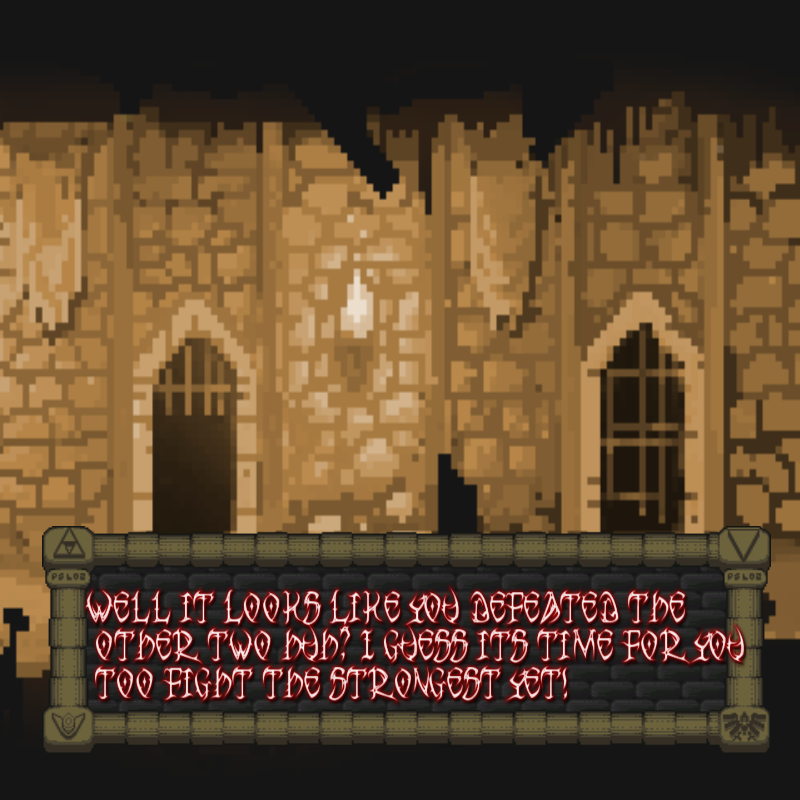 WELL IT LOOKS LIKE YOU DEFEATED THE
OTHER TWO HUH? I GUESS ITS TIME FOR YOU
TOO FIGHT THE STRONGEST YET!